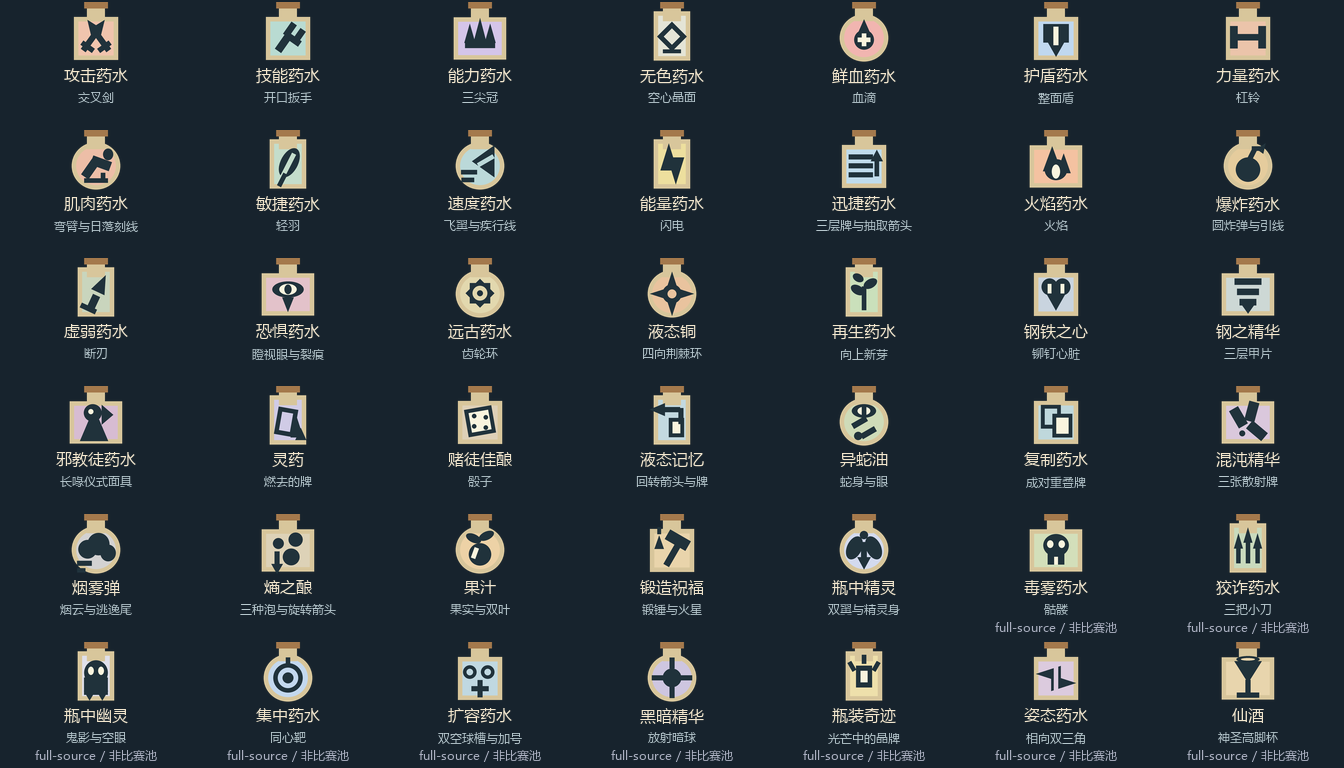 攻击药水 技能药水 能力药水 无色药水 鲜血药水 护盾药水 力量药水
交叉剑 开口扳手 三尖冠 空心晶面 血滴 整面盾 杠铃
肌肉药水 敏捷药水 速度药水 能量药水 迅捷药水 火焰药水 爆炸药水
弯臂与日落刻线 轻羽 飞翼与疾行线 闪电 三层牌与抽取箭头 火焰 圆炸弹与引线
虚弱药水 恐惧药水 远古药水 液态铜 再生药水 钢铁之心 钢之精华
断刃 瞪视眼与裂痕 齿轮环 四向荆棘环 向上新芽 铆钉心脏 三层甲片
邪教徒药水 灵药 赌徒佳酿 液态记忆 异蛇油 复制药水 混沌精华
长喙仪式面具 燃去的牌 骰子 回转箭头与牌 蛇身与眼 成对重叠牌 三张散射牌
烟雾弹 熵之酿 果汁 锻造祝福 瓶中精灵 毒雾药水 狡诈药水
烟云与逃逸尾 三种泡与旋转箭头 果实与双叶 锻锤与火星 双翼与精灵身 骷髅 三把小刀
full-source / 非比赛池 full-source / 非比赛池
瓶中幽灵 集中药水 扩容药水 黑暗精华 瓶装奇迹 姿态药水 仙酒
鬼影与空眼 同心靶 双空球槽与加号 放射暗球 光芒中的晶牌 相向双三角 神圣高脚杯
full-source / 非比赛池 full-source / 非比赛池 full-source / 非比赛池 full-source / 非比赛池 full-source / 非比赛池 full-source / 非比赛池 full-source / 非比赛池